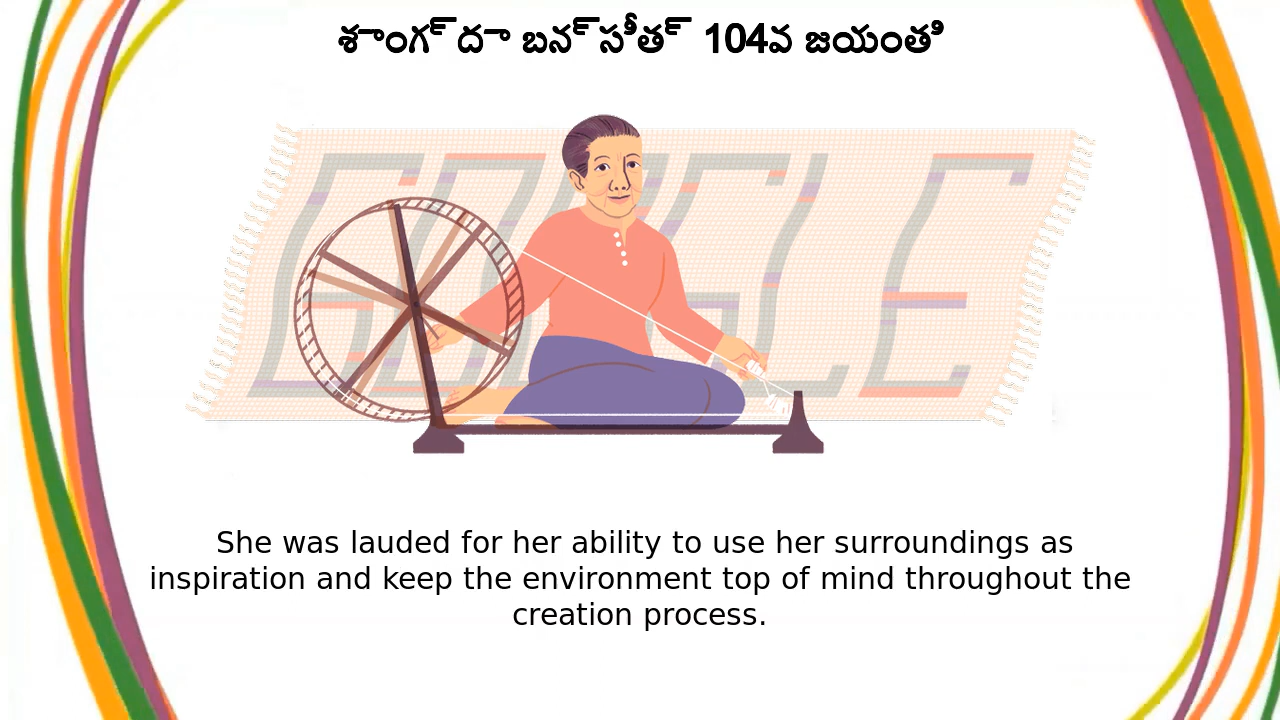 శాంగ్ దా బన్ సీత్ 104వ జయంతి
GOOGLE
She was lauded for her ability to use her surroundings as
inspiration and keep the environment top of mind throughout the
creation process.